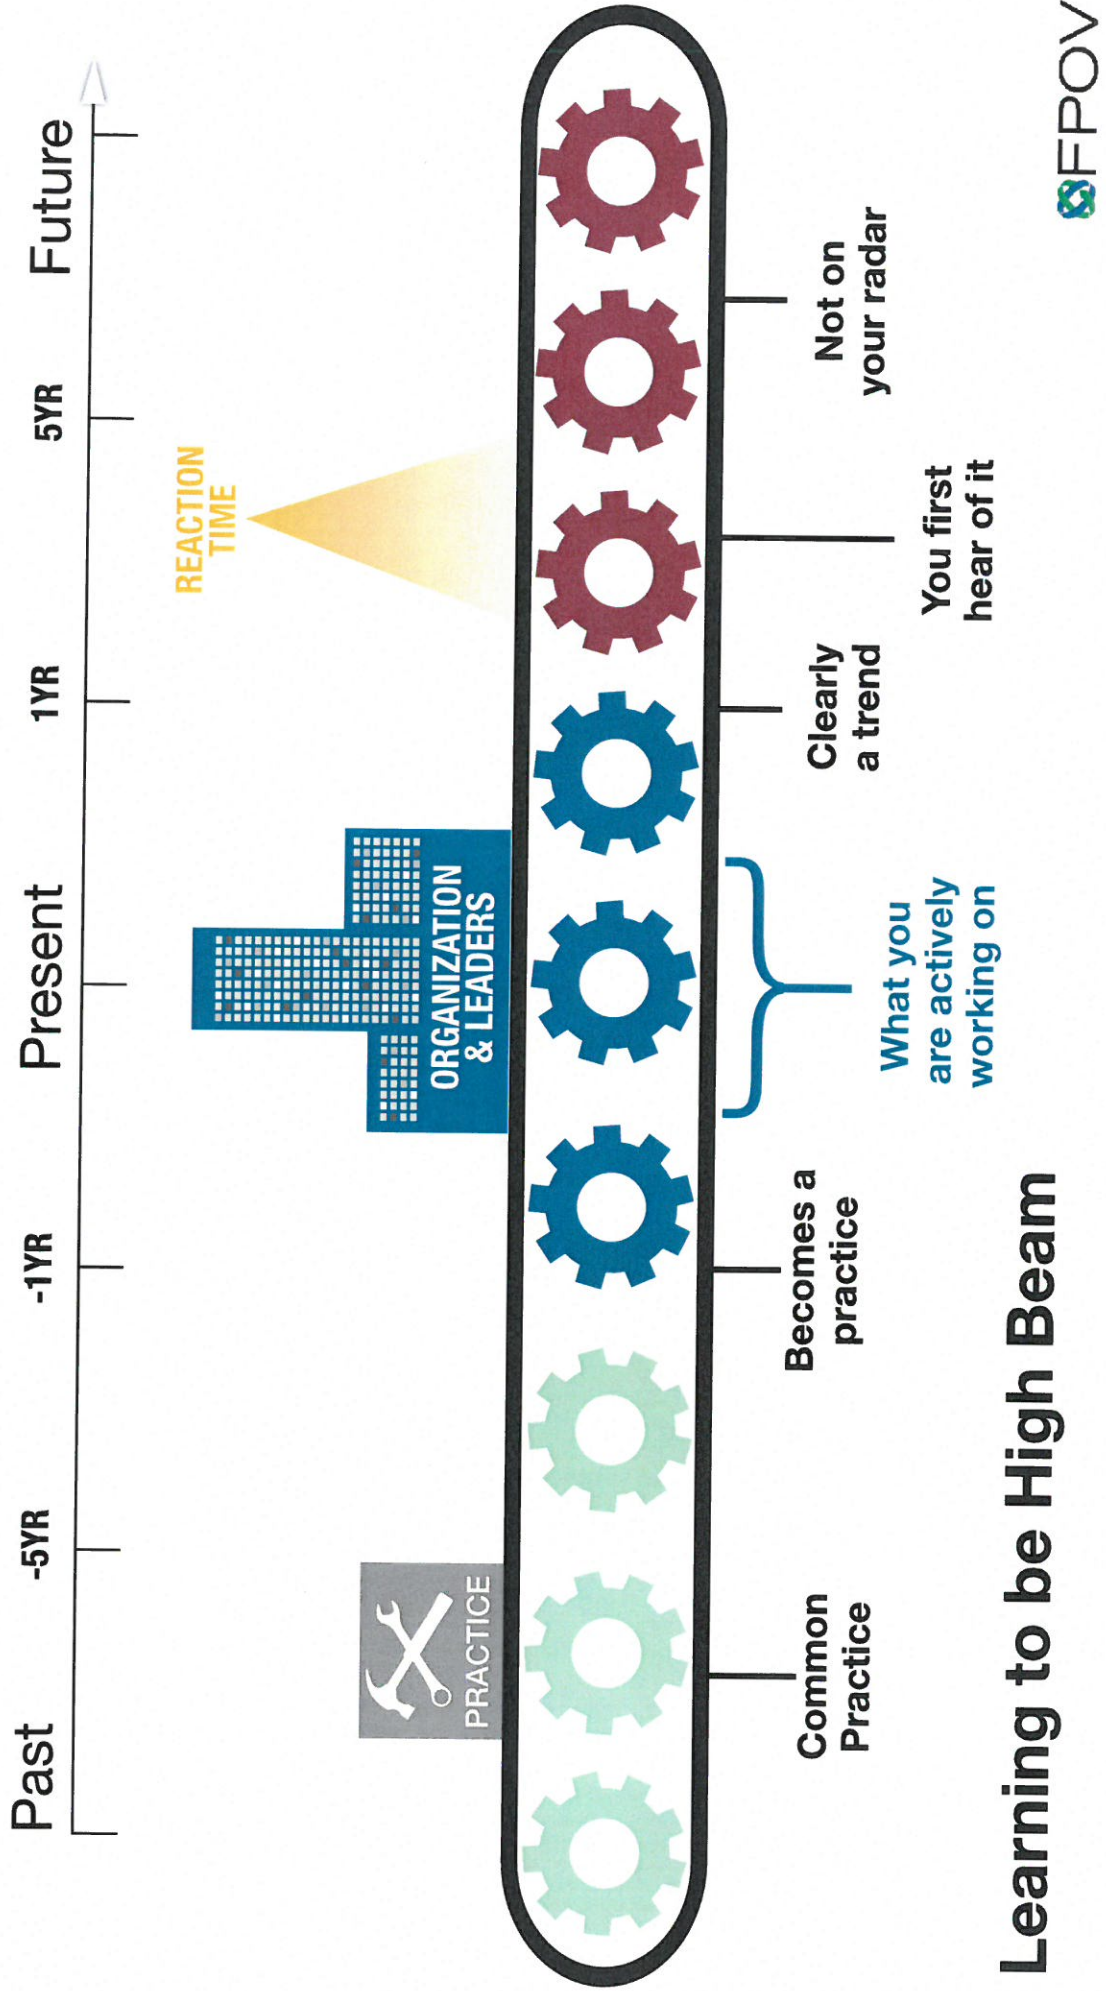 Past
-5YR
-1YR
Present
1YR
5YR
Future
REACTION
TIME
ORGANIZATION
& LEADERS
PRACTICE
Common
Practice
Becomes a
practice
What you
are actively
working on
Clearly
a trend
You first
hear of it
Not on
your radar
Learning to be High Beam
FPOV